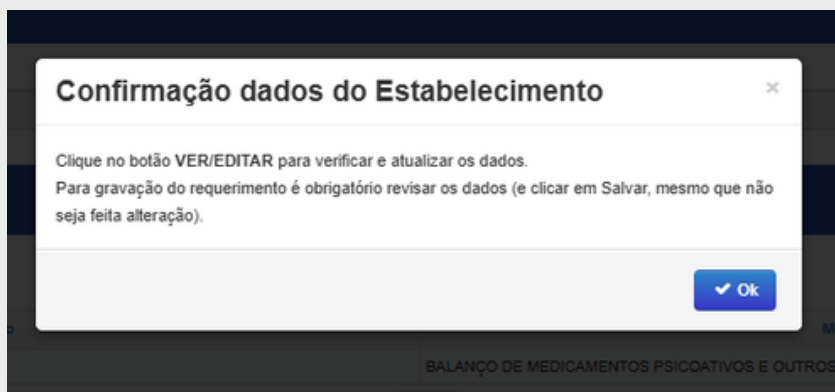 Confirmação dados do Estabelecimento
×
Clique no botão VER/EDITAR para verificar e atualizar os dados.
Para gravação do requerimento é obrigatório revisar os dados (e clicar em Salvar, mesmo que não
seja feita alteração).
✔ Ok
BALANÇO DE MEDICAMENTOS PSICOATIVOS E OUTROS